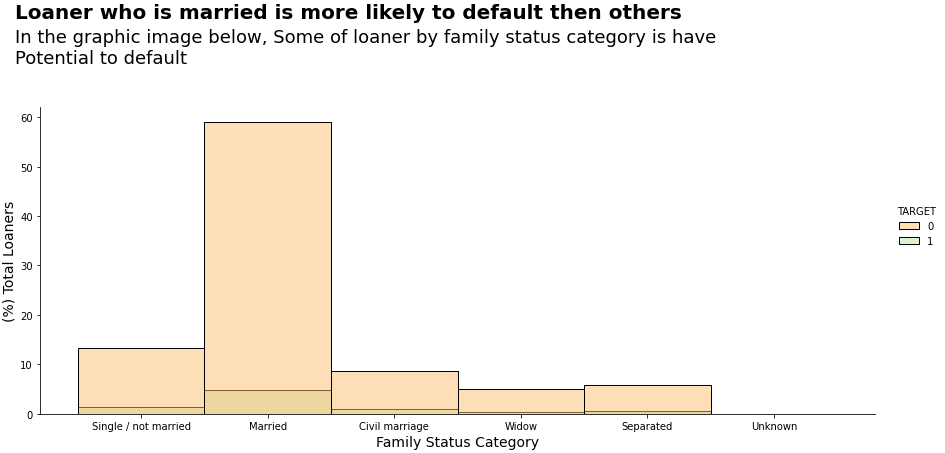 Loaner who is married is more likely to default then others
In the graphic image below, Some of loaner by family status category is have
Potential to default
60
50
40
30
20
10
0
(%) Total Loaners
Single / not married
Married
Civil marriage
Widow
Separated
Unknown
Family Status Category
TARGET
0
1